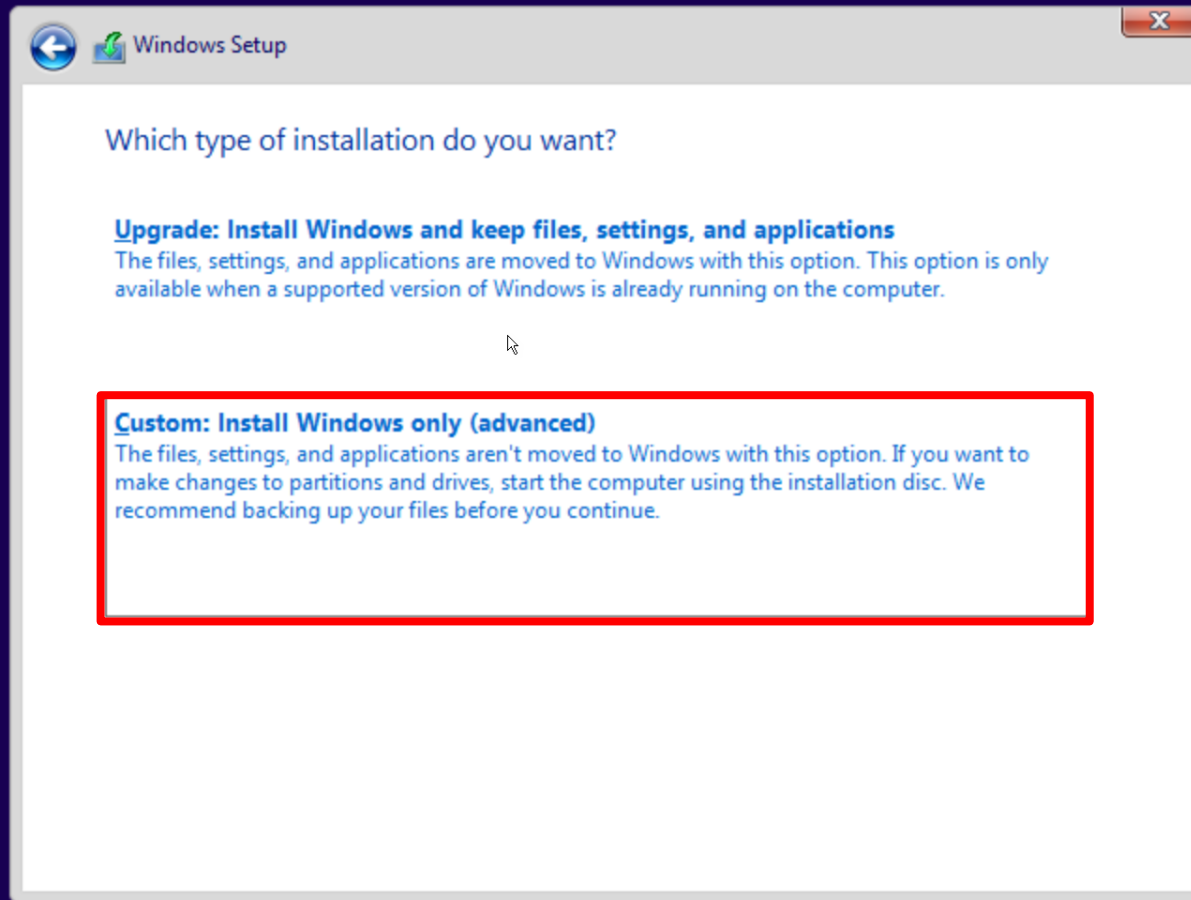 Windows Setup
Which type of installation do you want?
Upgrade: Install Windows and keep files, settings, and applications
The files, settings, and applications are moved to Windows with this option. This option is only
available when a supported version of Windows is already running on the computer.
Custom: Install Windows only (advanced)
The files, settings, and applications aren't moved to Windows with this option. If you want to
make changes to partitions and drives, start the computer using the installation disc. We
recommend backing up your files before you continue.